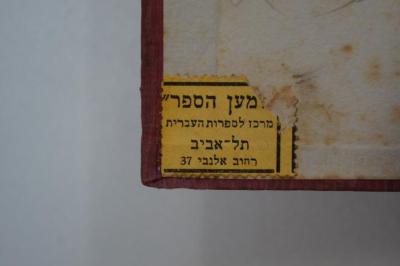 מען הספר"
מרכז לספרות העברית
תל-אביב
רחוב אלנבי 37